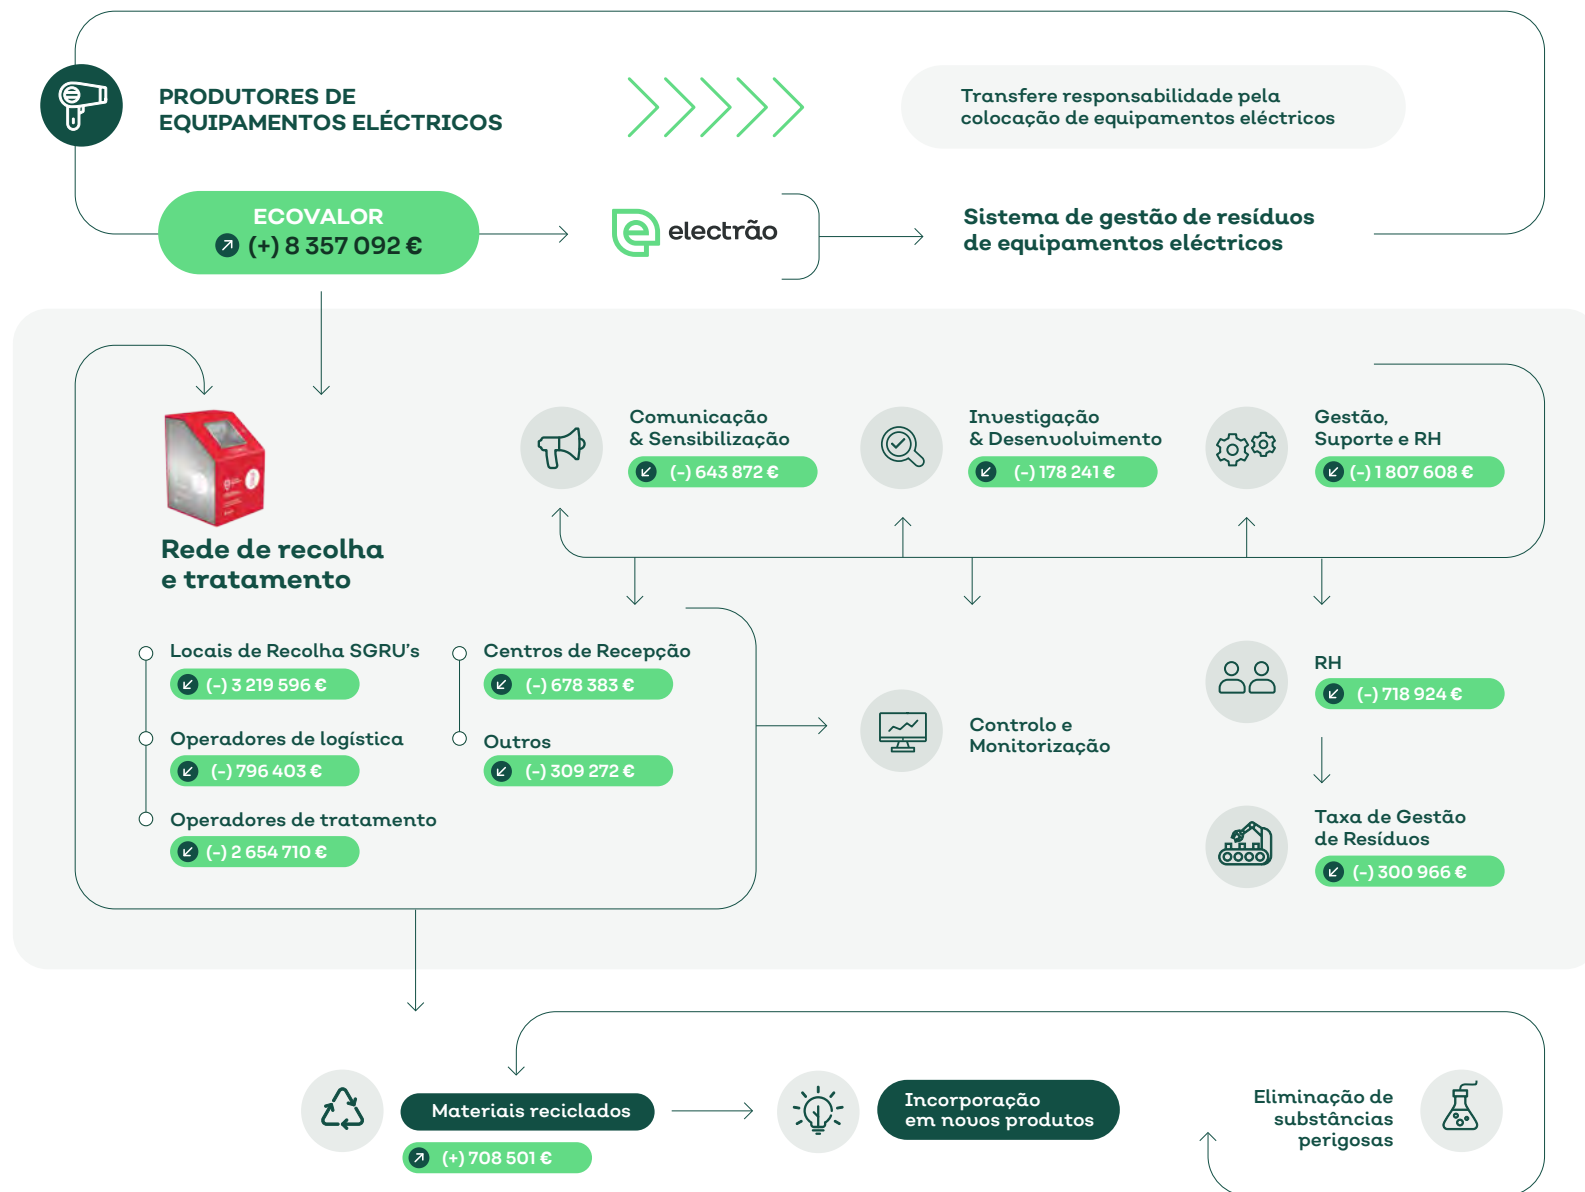 PRODUTORES DE
EQUIPAMENTOS ELÉCTRICOS
Transfere responsabilidade pela
colocação de equipamentos eléctricos
ECOVALOR
(+) 8 357 092 €
electrão
Sistema de gestão de resíduos
de equipamentos eléctricos
Comunicação
& Sensibilização
(-) 643 872 €
Investigação
& Desenvolvimento
(-) 178 241 €
Gestão,
Suporte e RH
(-) 1 807 608 €
Rede de recolha
e tratamento
Locais de Recolha SGRU's
(-) 3 219 596 €
Operadores de logística
(-) 796 403 €
Operadores de tratamento
(-) 2 654 710 €
Centros de Recepção
(-) 678 383 €
Outros
(-) 309 272 €
Controlo e
Monitorização
RH
(-) 718 924 €
Taxa de Gestão
de Resíduos
(-) 300 966 €
Materiais reciclados
(+) 708 501 €
Incorporação
em novos produtos
Eliminação de
substâncias
perigosas